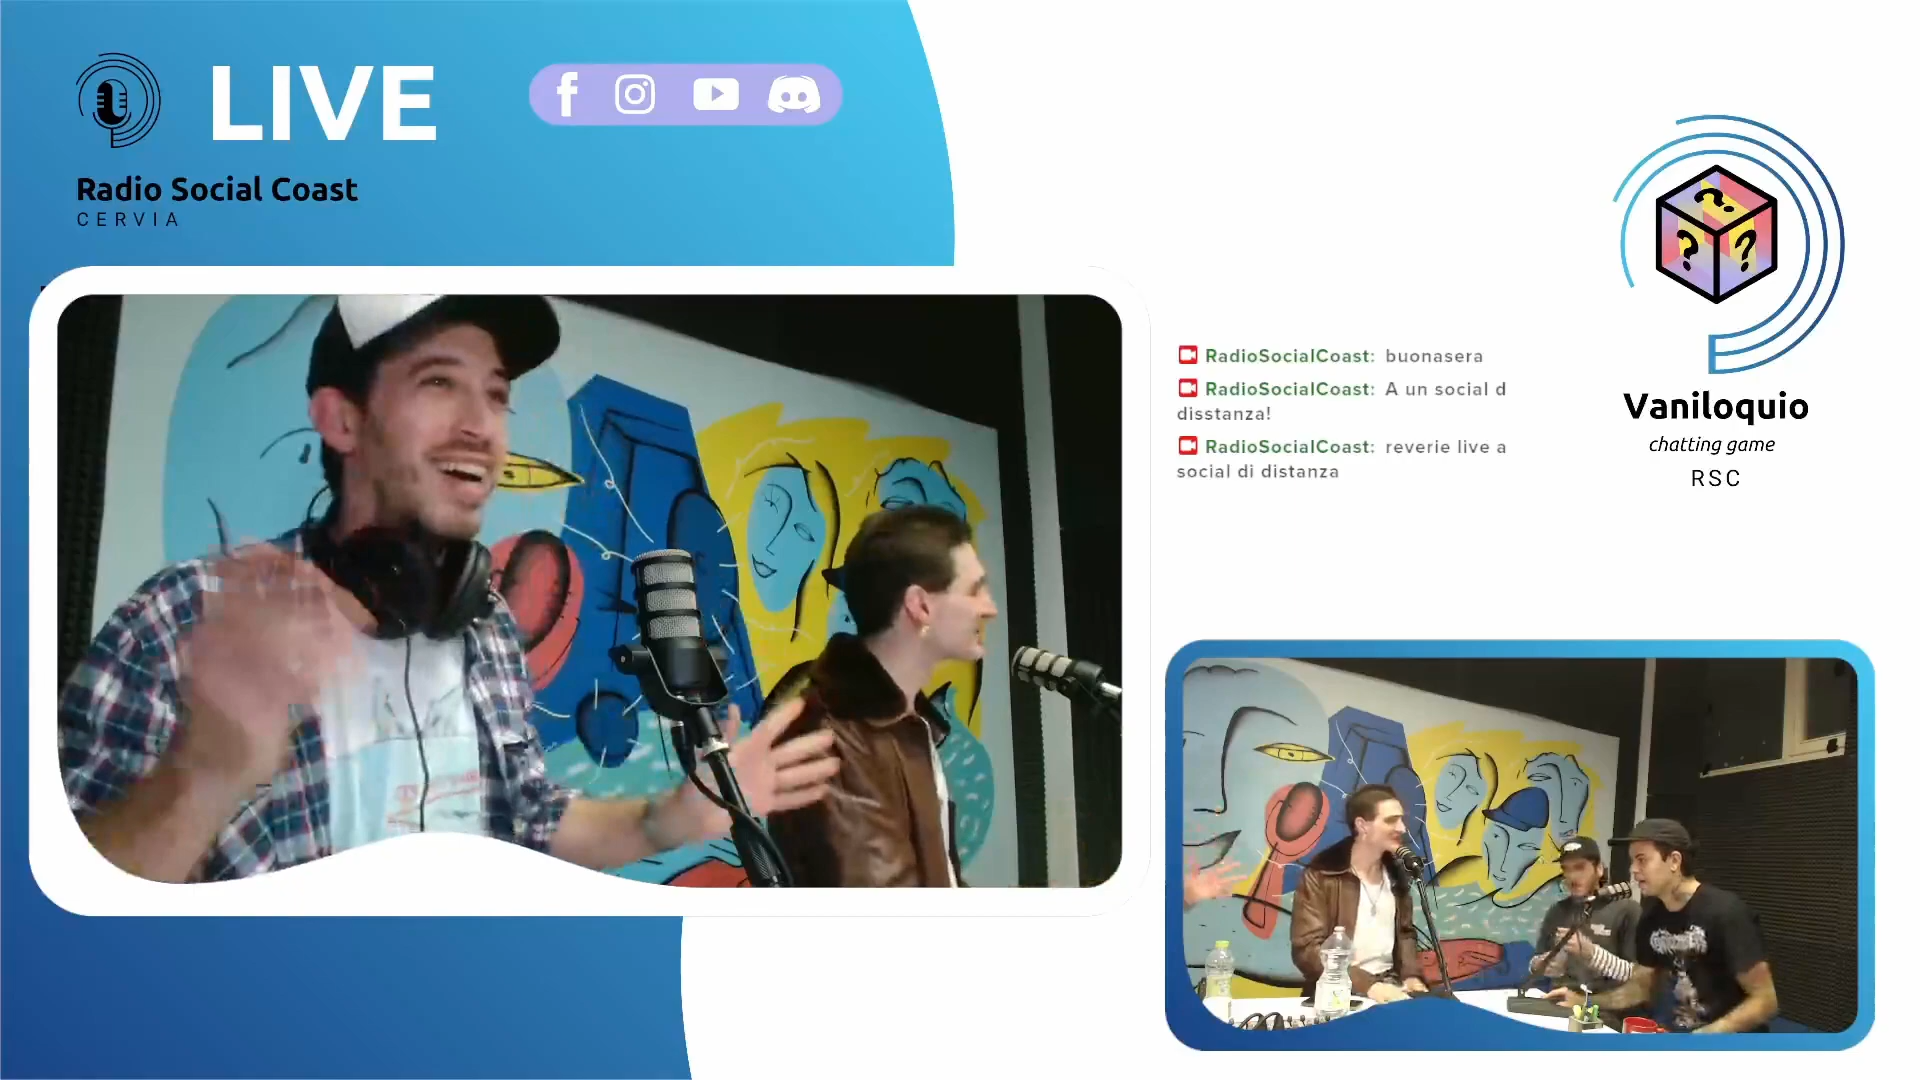 LIVE
Radio Social Coast
CERVIA
RadioSocialCoast: buonasera
RadioSocialCoast: A un social d
disstanza!
RadioSocialCoast: reverie live a
social di distanza
? ? ?
Vaniloquio
chatting game
RSC